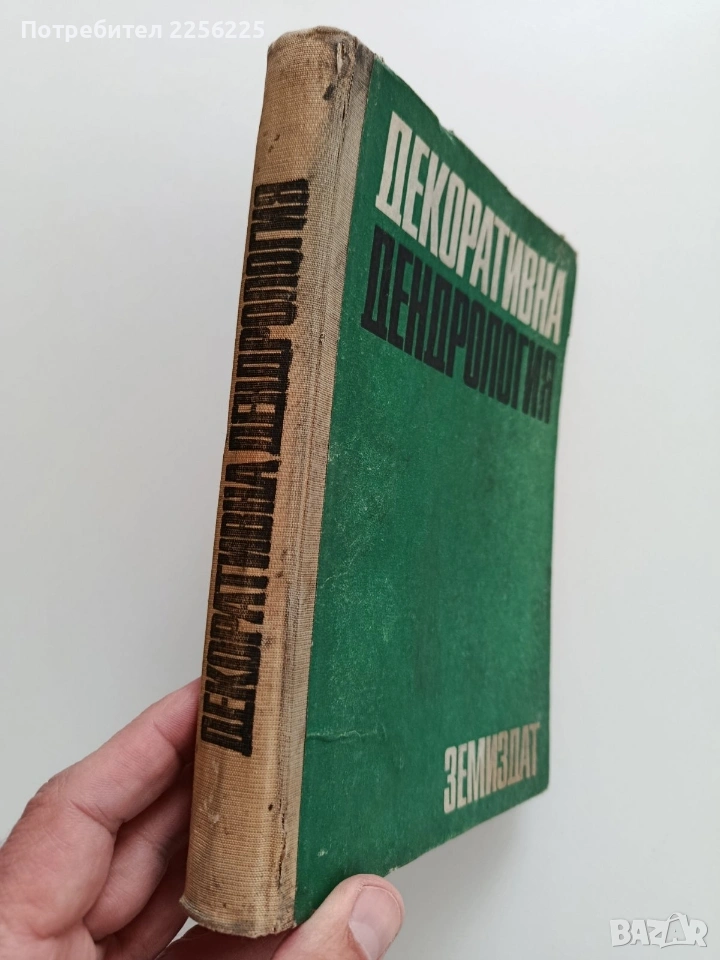 Потребител 2256225
ДЕКОРАТИВНА ДЕНДРОЛОГИЯ
ДЕКОРАТИВНА
ДЕНДРОЛОГИЯ
ЗЕМИЗДАТ
BAZAR